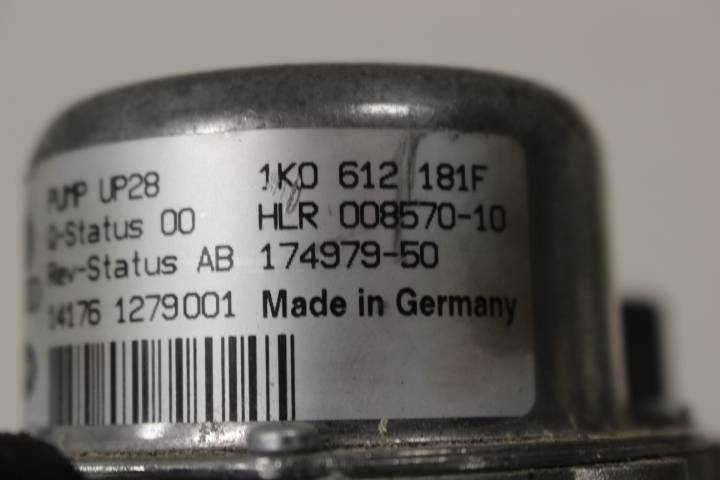 PUMP UP28 1K0 612 181F
Q-Status 00 HLR 008570-10
Rev-Status AB 174979-50
14176 1279001 Made in Germany